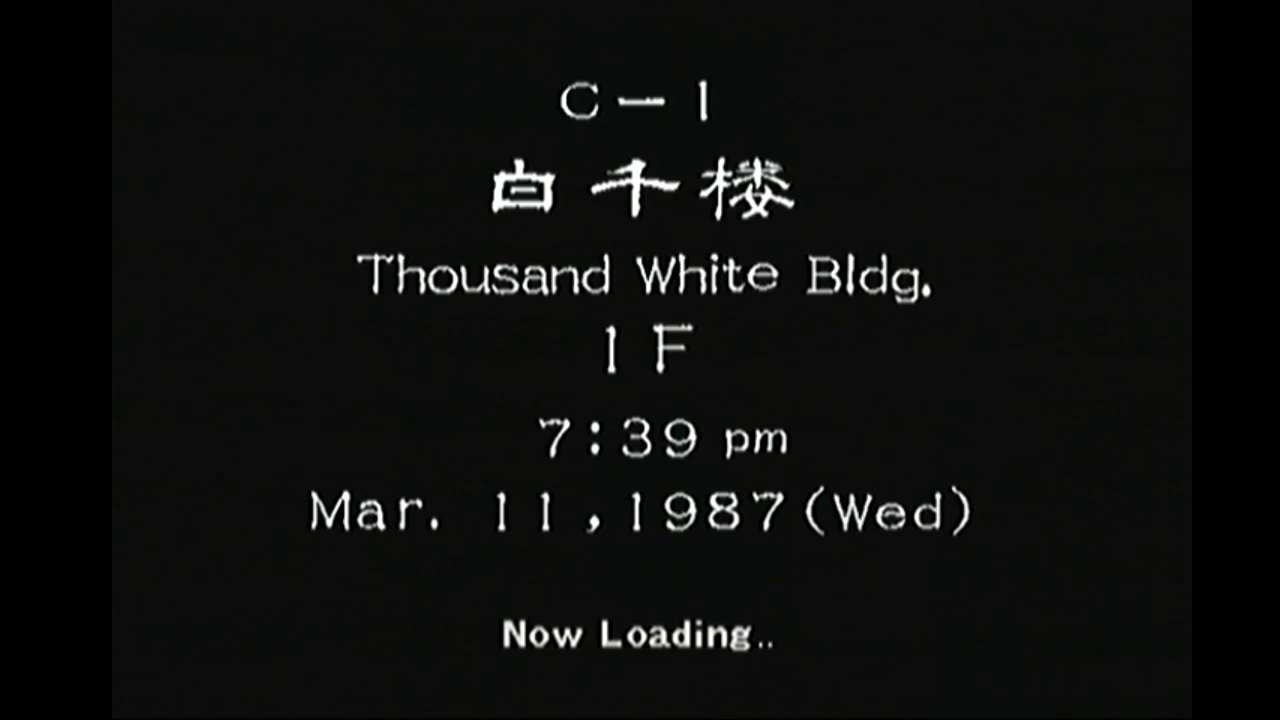 C－1
白千楼
Thousand White Bldg.
1F
7:39 pm
Mar. 11,1987(Wed)
Now Loading..